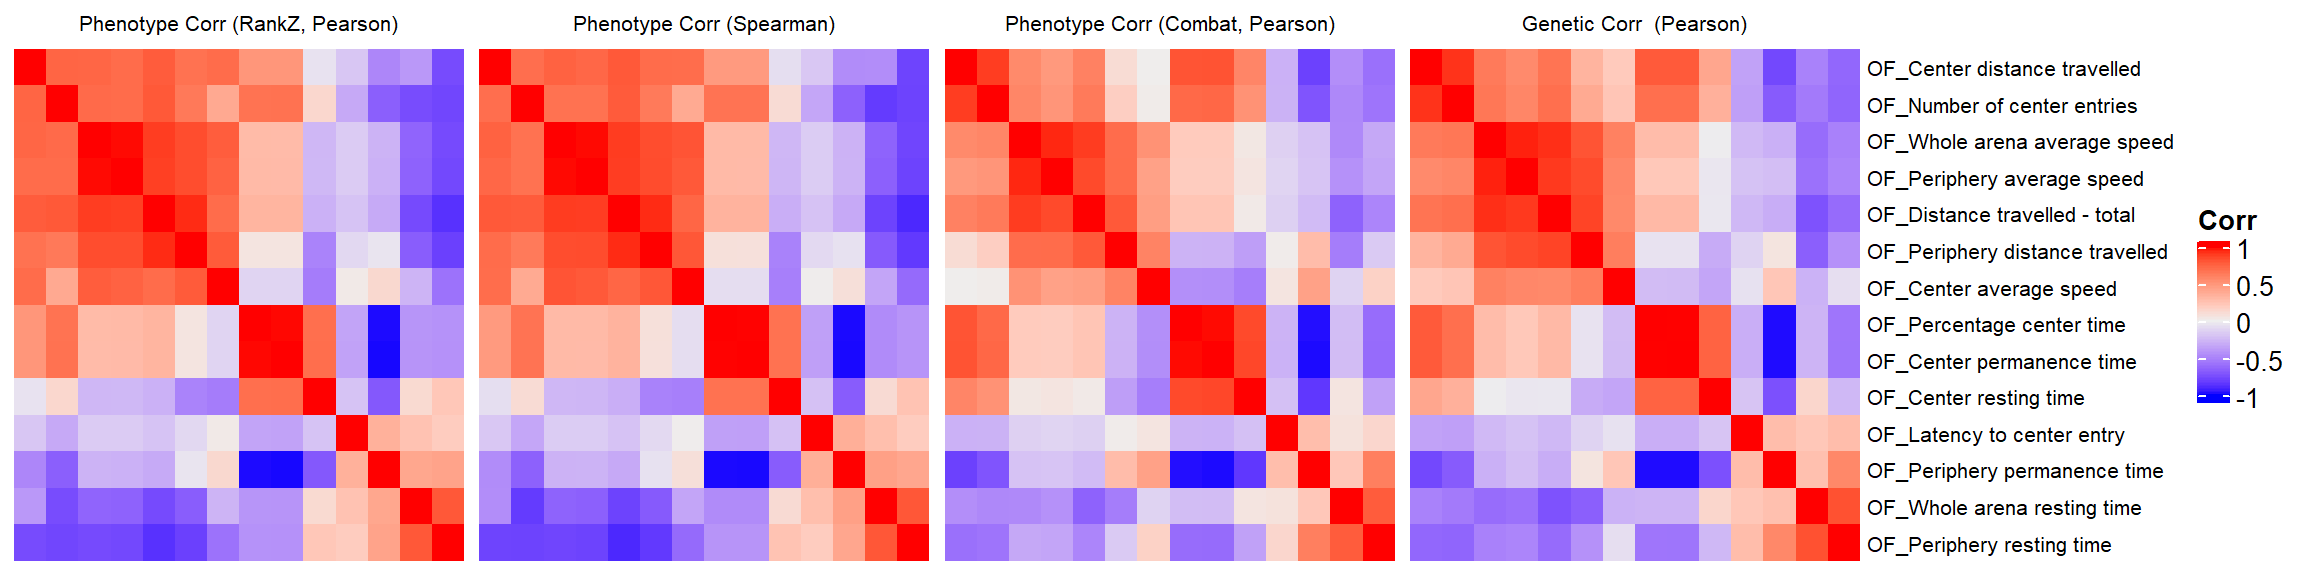 Phenotype Corr (RankZ, Pearson)
Phenotype Corr (Spearman)
Phenotype Corr (Combat, Pearson)
Genetic Corr  (Pearson)
OF_Center distance travelled
OF_Number of center entries
OF_Whole arena average speed
OF_Periphery average speed
OF_Distance travelled - total
OF_Periphery distance travelled
OF_Center average speed
OF_Percentage center time
OF_Center permanence time
OF_Center resting time
OF_Latency to center entry
OF_Periphery permanence time
OF_Whole arena resting time
OF_Periphery resting time
Corr
1
0.5
0
-0.5
-1